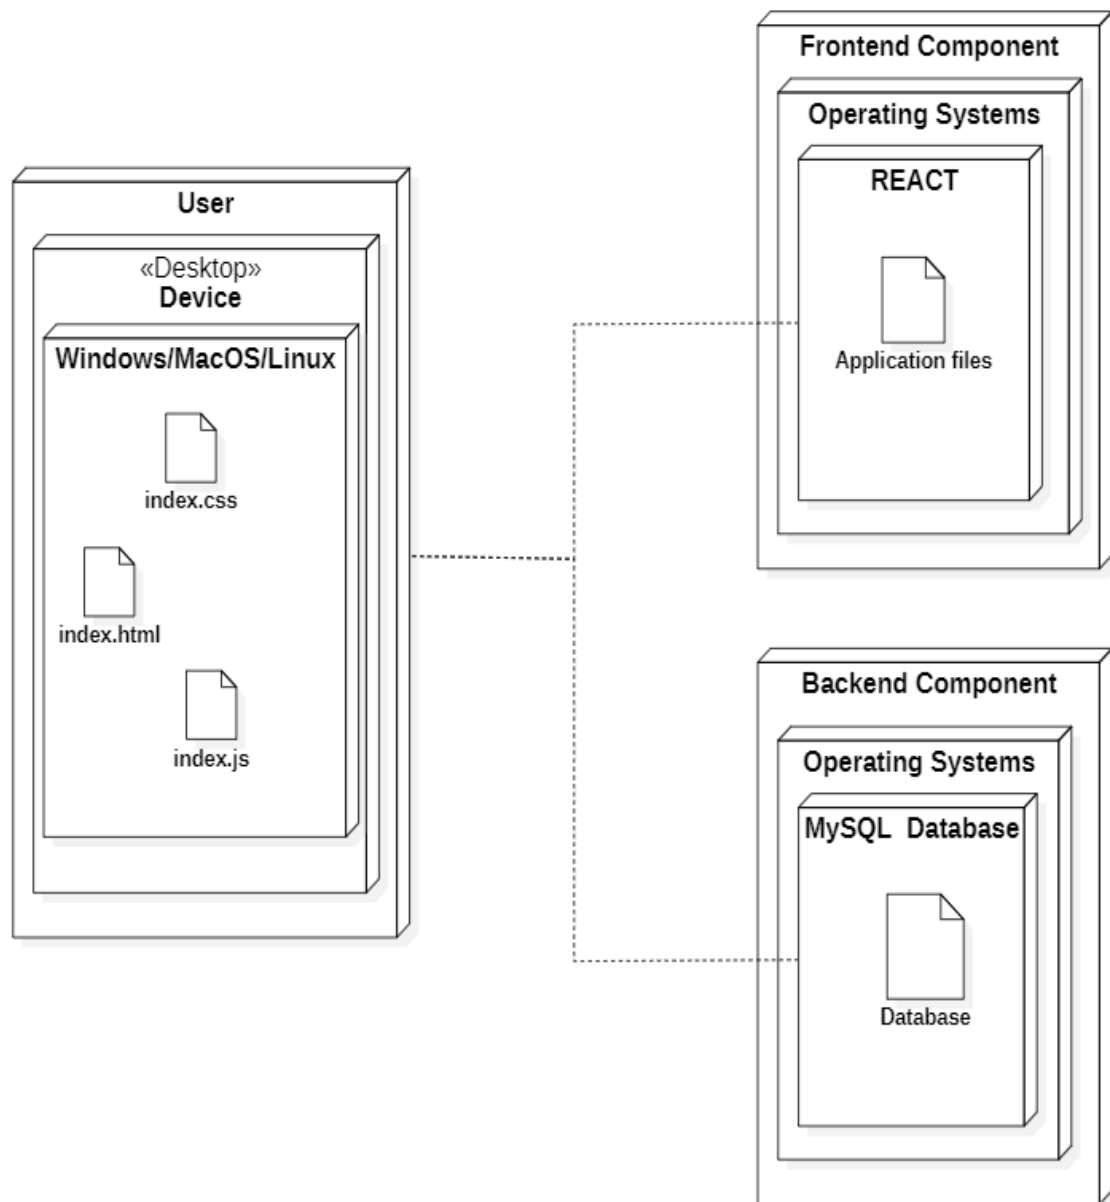 User
«Desktop»
Device
Windows/MacOS/Linux
index.css
index.html
index.js
Frontend Component
Operating Systems
REACT
Application files
Backend Component
Operating Systems
MySQL  Database
Database